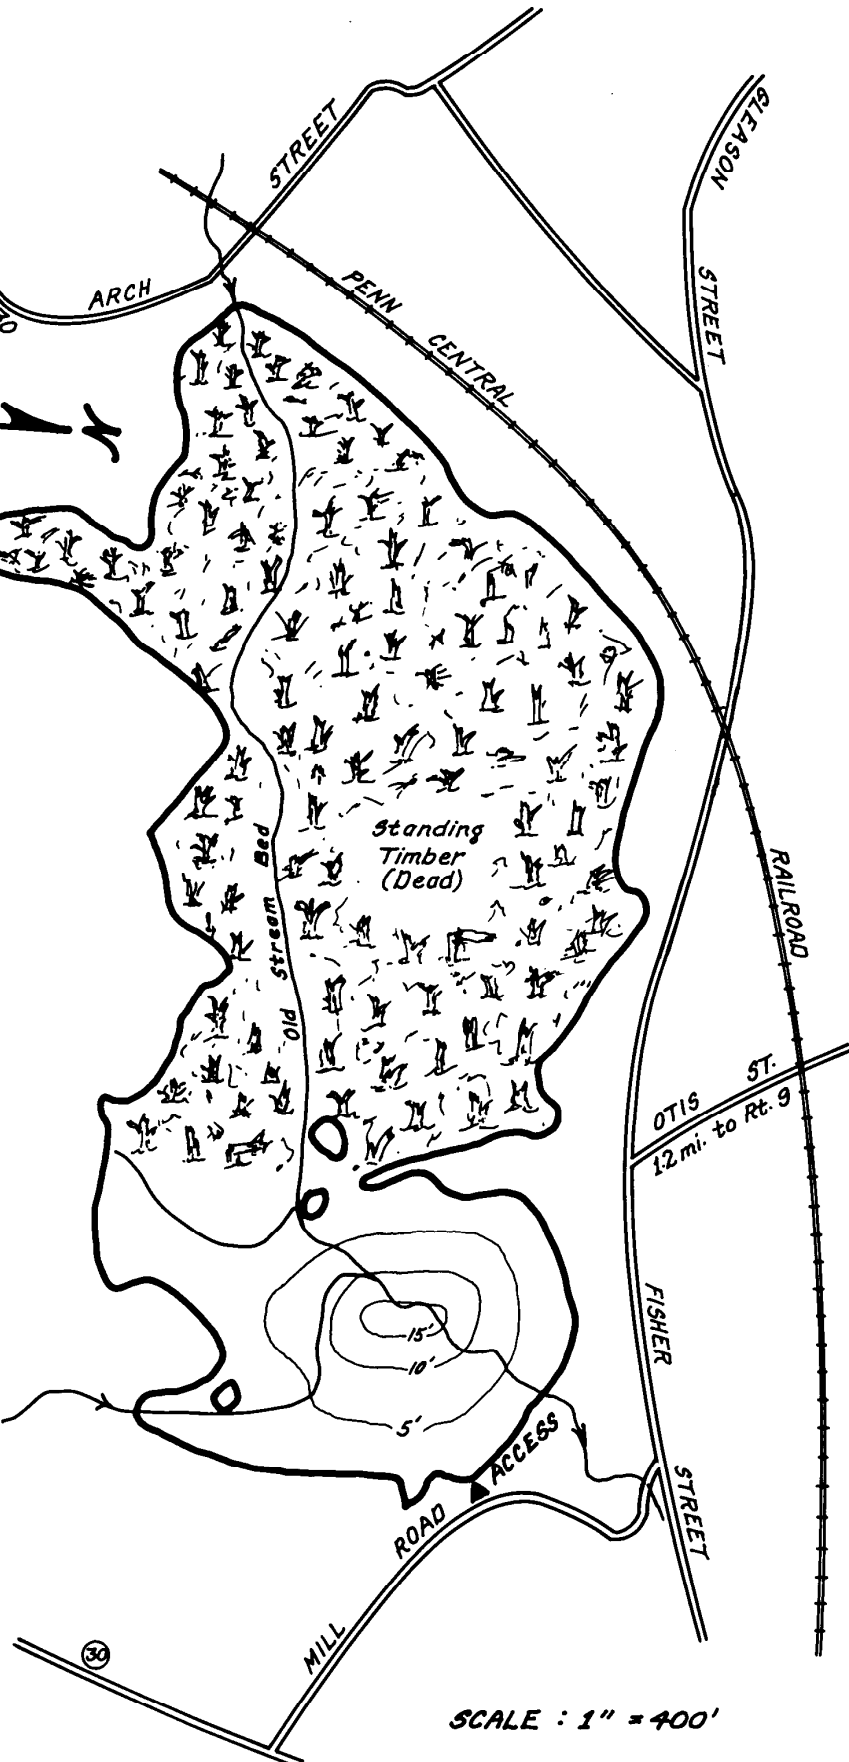 GLEASON
STREET
STREET
ARCH
30
PENN
CENTRAL
N
Standing
Timber
(Dead)
Old Stream Bed
RAILROAD
OTIS ST.
1.2 mi. to Rt. 9
FISHER
STREET
15'
10'
5'
ACCESS
MILL ROAD
30
SCALE : 1" = 400'